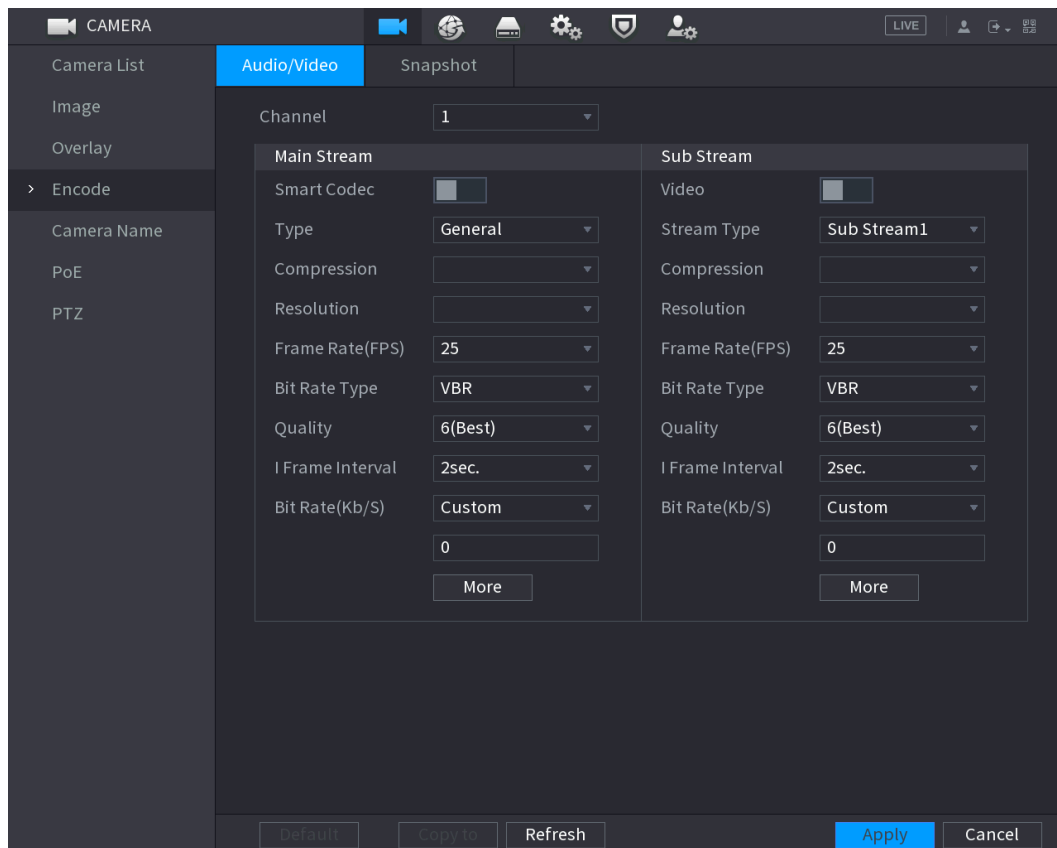 CAMERA LIVE
Camera List
Image
Overlay
Encode
Camera Name
PoE
PTZ
Audio/Video Snapshot
Channel 1
Main Stream Sub Stream
Smart Codec Video
Type General Stream Type Sub Stream1
Compression Compression
Resolution Resolution
Frame Rate(FPS) 25 Frame Rate(FPS) 25
Bit Rate Type VBR Bit Rate Type VBR
Quality 6(Best) Quality 6(Best)
I Frame Interval 2sec. I Frame Interval 2sec.
Bit Rate(Kb/S) Custom Bit Rate(Kb/S) Custom
0 0
More More
Default Copy to Refresh Apply Cancel